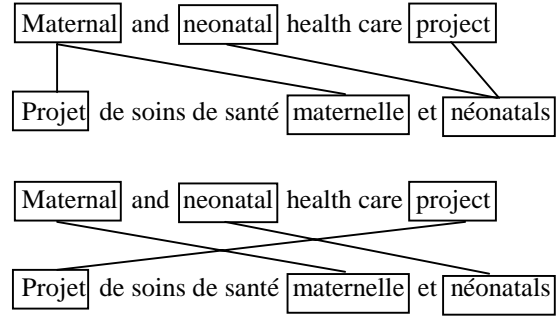 Maternal and neonatal health care project
Projet de soins de santé maternelle et néonatals
Maternal and neonatal health care project
Projet de soins de santé maternelle et néonatals